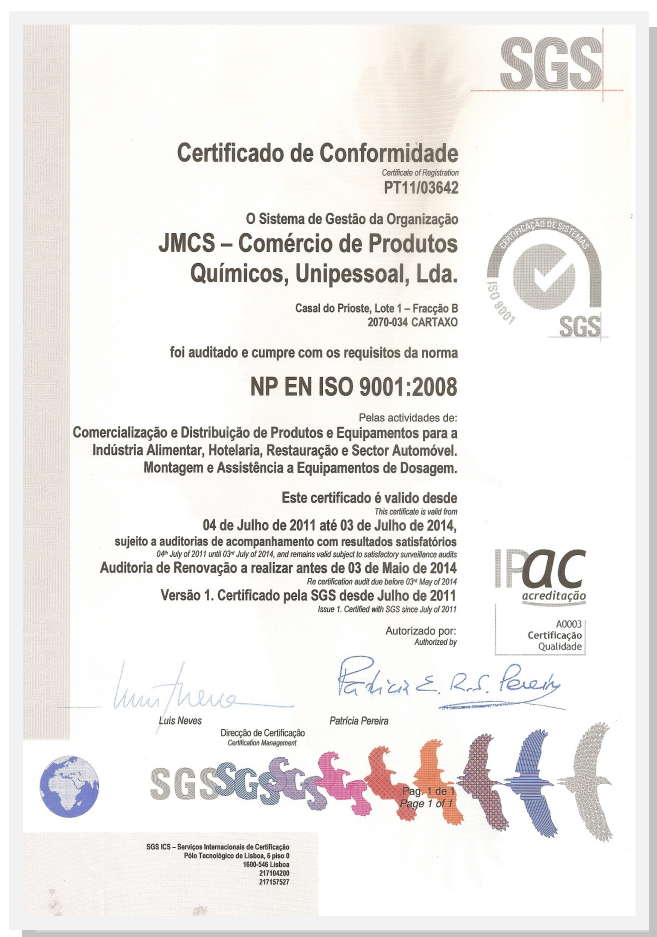 SGS
Certificado de Conformidade
Certificate of Registration
PT11/03642
O Sistema de Gestão da Organização
JMCS – Comércio de Produtos
Químicos, Unipessoal, Lda.
CERTIFICAÇÃO DE SISTEMAS
ISO 9001
SGS
Casal do Prioste, Lote 1 – Fracção B
2070-034 CARTAXO
foi auditado e cumpre com os requisitos da norma
NP EN ISO 9001:2008
Pelas actividades de:
Comercialização e Distribuição de Produtos e Equipamentos para a
Indústria Alimentar, Hotelaria, Restauração e Sector Automóvel.
Montagem e Assistência a Equipamentos de Dosagem.
Este certificado é valido desde
This certificate is valid from
04 de Julho de 2011 até 03 de Julho de 2014,
sujeito a auditorias de acompanhamento com resultados satisfatórios
04th July of 2011 until 03rd July of 2014, and remains valid subject to satisfactory surveillance audits
Auditoria de Renovação a realizar antes de 03 de Maio de 2014
Re certification audit due before 03rd May of 2014
Versão 1. Certificado pela SGS desde Julho de 2011
Issue 1. Certified with SGS since July of 2011
IPac
acreditação
A0003
Certificação
Qualidade
Autorizado por:
Authorized by
Patrícia E. R.S. Pereira
Luis Neves
Patrícia Pereira
Direcção de Certificação
Certification Management
SGSSGSSGS
Pag. 1 de 1
Page 1 of 1
SGS ICS – Serviços Internacionais de Certificação
Pólo Tecnológico de Lisboa, 6 piso 0
1600-546 Lisboa
217104200
217157527